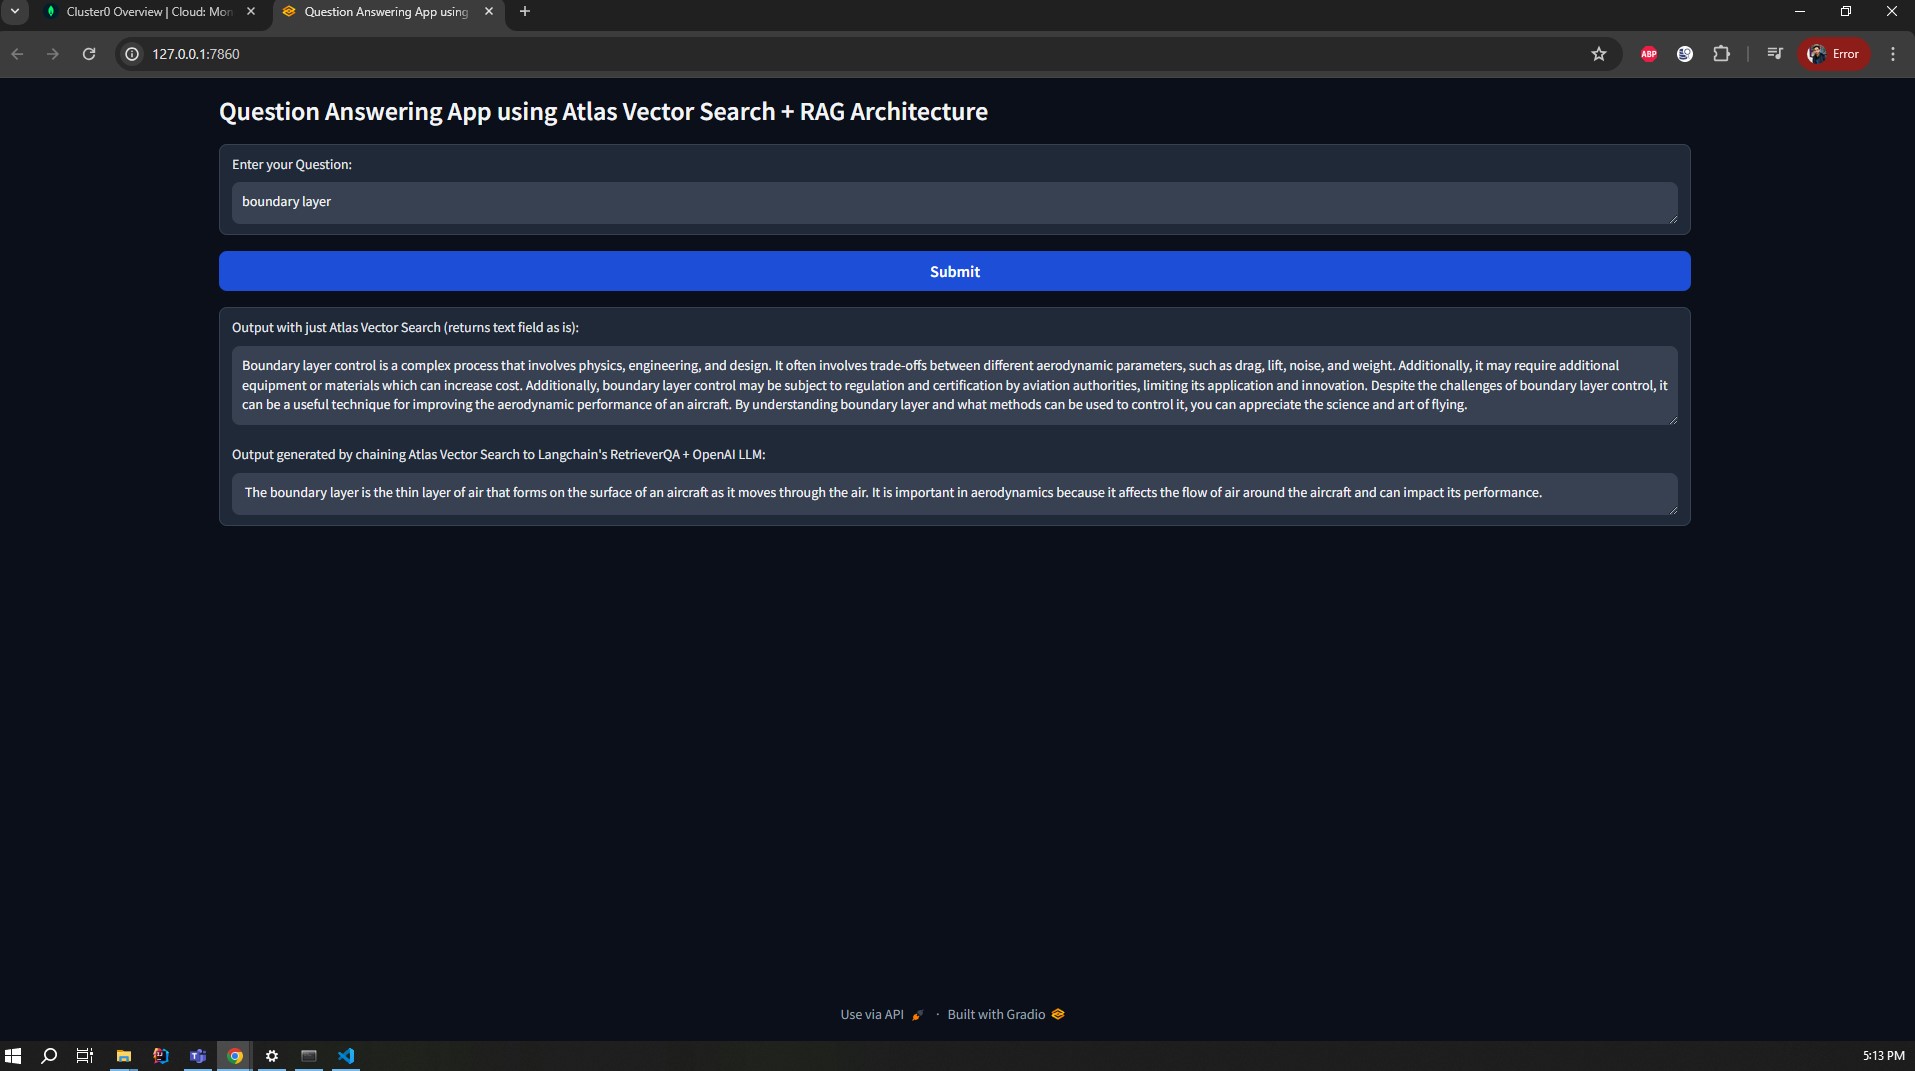 Cluster0 Overview | Cloud: Mon
Question Answering App using
127.0.0.1:7860
ABP
Error
Question Answering App using Atlas Vector Search + RAG Architecture
Enter your Question:
boundary layer
Submit
Output with just Atlas Vector Search (returns text field as is):
Boundary layer control is a complex process that involves physics, engineering, and design. It often involves trade-offs between different aerodynamic parameters, such as drag, lift, noise, and weight. Additionally, it may require additional
equipment or materials which can increase cost. Additionally, boundary layer control may be subject to regulation and certification by aviation authorities, limiting its application and innovation. Despite the challenges of boundary layer control, it
can be a useful technique for improving the aerodynamic performance of an aircraft. By understanding boundary layer and what methods can be used to control it, you can appreciate the science and art of flying.
Output generated by chaining Atlas Vector Search to Langchain's RetrieverQA + OpenAI LLM:
The boundary layer is the thin layer of air that forms on the surface of an aircraft as it moves through the air. It is important in aerodynamics because it affects the flow of air around the aircraft and can impact its performance.
Use via API · Built with Gradio
5:13 PM